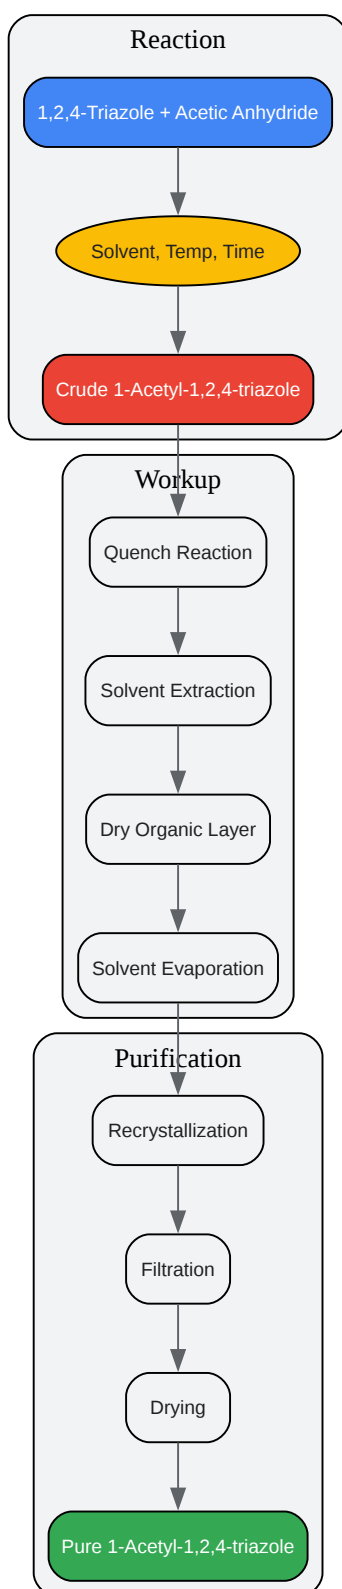 Reaction
1,2,4-Triazole + Acetic Anhydride
Solvent, Temp, Time
Crude 1-Acetyl-1,2,4-triazole
Workup
Quench Reaction
Solvent Extraction
Dry Organic Layer
Solvent Evaporation
Purification
Recrystallization
Filtration
Drying
Pure 1-Acetyl-1,2,4-triazole